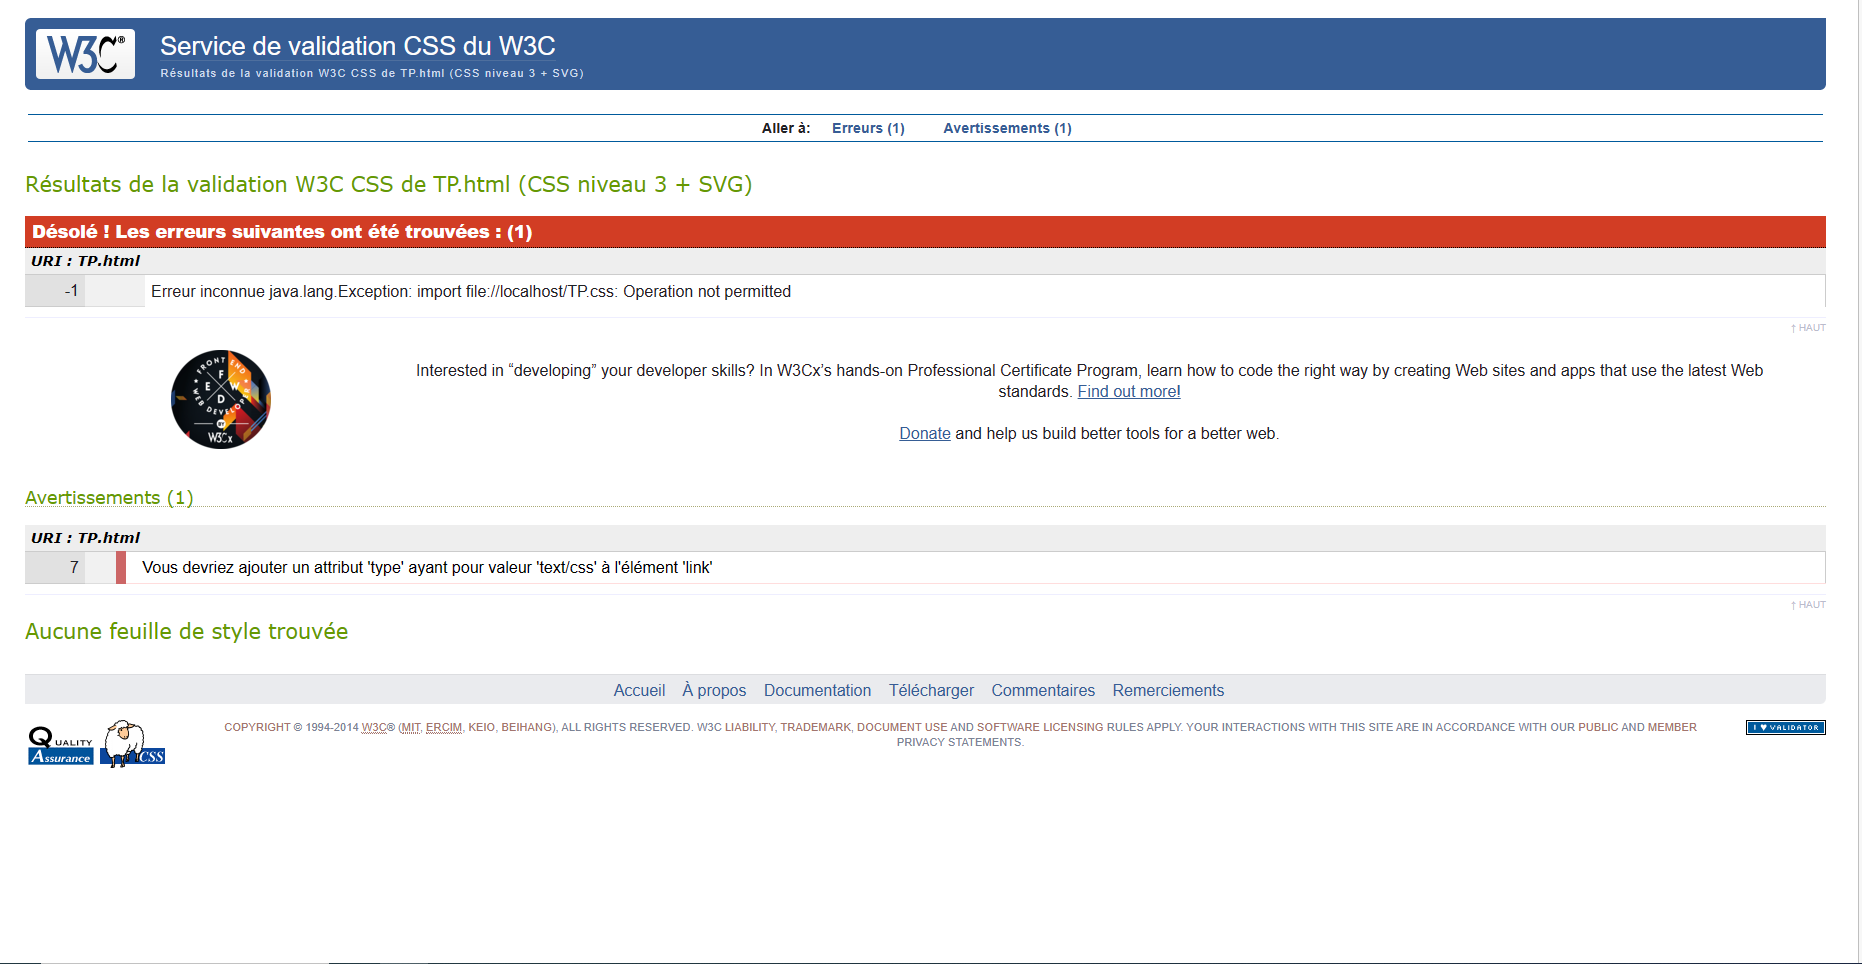 W3C®
Service de validation CSS du W3C
Résultats de la validation W3C CSS de TP.html (CSS niveau 3 + SVG)
Aller à: Erreurs (1) Avertissements (1)
Résultats de la validation W3C CSS de TP.html (CSS niveau 3 + SVG)
Désolé ! Les erreurs suivantes ont été trouvées : (1)
URI : TP.html
-1 Erreur inconnue java.lang.Exception: import file://localhost/TP.css: Operation not permitted
↑ HAUT
FRONT END
F
E W
D
WEB DEVELOPER
BY
W3Cx
Interested in “developing” your developer skills? In W3Cx’s hands-on Professional Certificate Program, learn how to code the right way by creating Web sites and apps that use the latest Web
standards. Find out more!
Donate and help us build better tools for a better web.
Avertissements (1)
URI : TP.html
7 Vous devriez ajouter un attribut 'type' ayant pour valeur 'text/css' à l'élément 'link'
↑ HAUT
Aucune feuille de style trouvée
Accueil À propos Documentation Télécharger Commentaires Remerciements
QUALITY
Assurance
CSS
COPYRIGHT © 1994-2014 W3C® (MIT, ERCIM, KEIO, BEIHANG), ALL RIGHTS RESERVED. W3C LIABILITY, TRADEMARK, DOCUMENT USE AND SOFTWARE LICENSING RULES APPLY. YOUR INTERACTIONS WITH THIS SITE ARE IN ACCORDANCE WITH OUR PUBLIC AND MEMBER
PRIVACY STATEMENTS.
I ♥ VALIDATOR